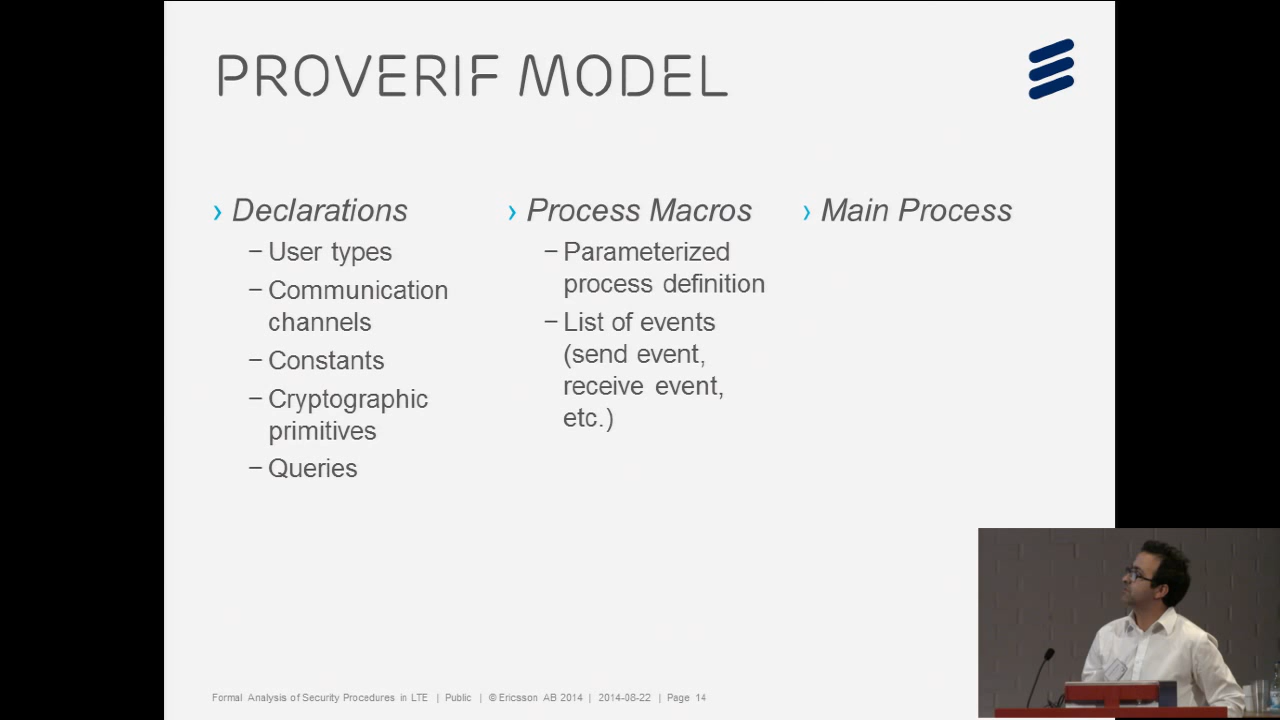 PROVERIF MODEL
› Declarations
– User types
– Communication
channels
– Constants
– Cryptographic
primitives
– Queries
› Process Macros
– Parameterized
process definition
– List of events
(send event,
receive event,
etc.)
› Main Process
Formal Analysis of Security Procedures in LTE | Public | © Ericsson AB 2014 | 2014-08-22 | Page 14